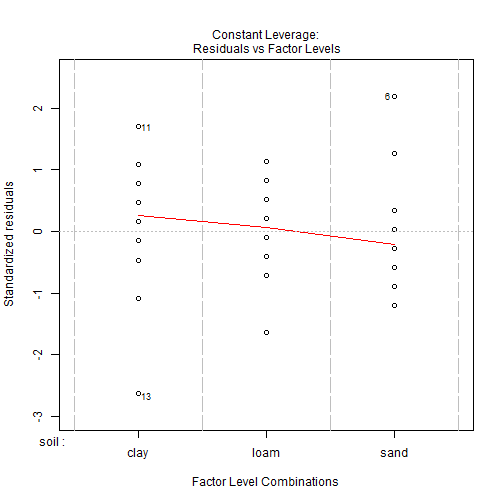 Constant Leverage:
Residuals vs Factor Levels
Standardized residuals
2
1
0
-1
-2
-3
11
13
6
soil :
clay loam sand
Factor Level Combinations